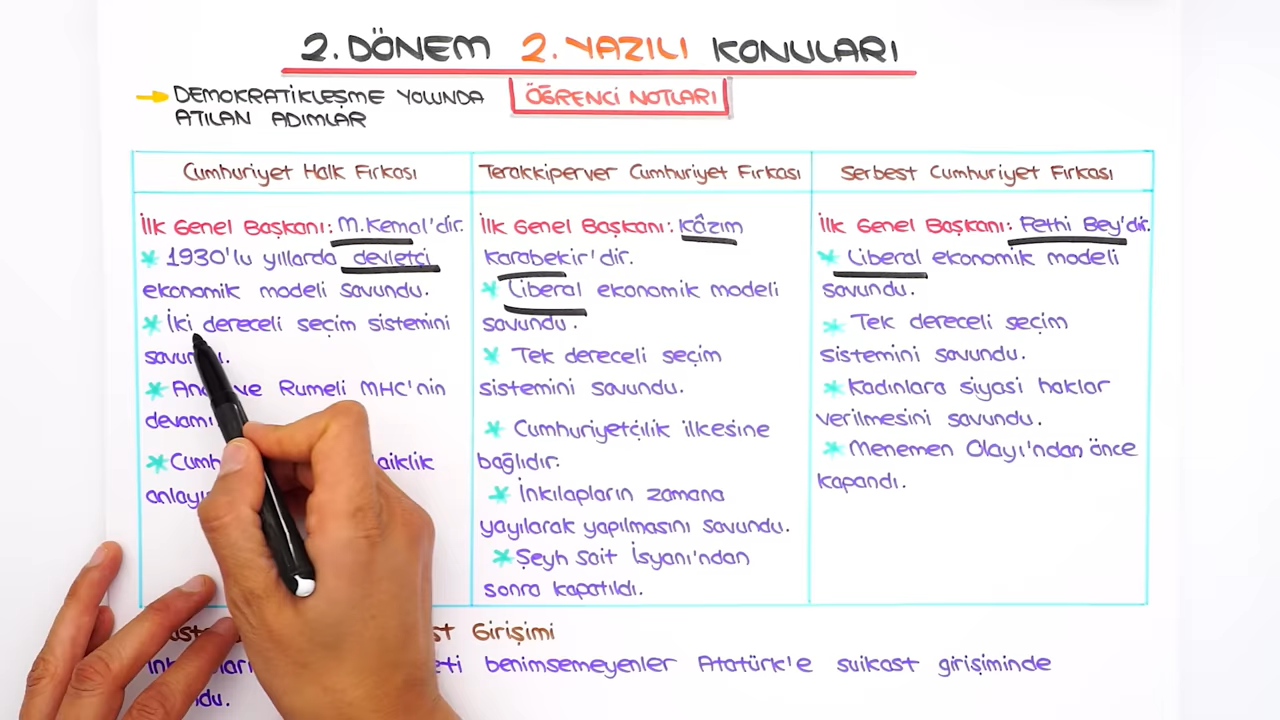 2. DÖNEM 2. YAZILI KONULARI
DEMOKRATİKLEŞME YOLUNDA
ATILAN ADIMLAR
ÖĞRENCİ NOTLARI
Cumhuriyet Halk Fırkası
İlk Genel Başkanı: M.Kemal'dir.
1930'lu yıllarda devletçi
ekonomik modeli savundu.
İki dereceli seçim sistemini
ve Rumeli MHC'nin
devamı
Terakkiperver Cumhuriyet Fırkası
İlk Genel Başkanı: Kâzım
Karabekir'dir.
Liberal ekonomik modeli
savundu.
Tek dereceli seçim
sistemini savundu.
Cumhuriyetçilik ilkesine
bağlıdır.
İnkılapların zamana
yayılarak yapılmasını savundu.
Şeyh Sait İsyanı'ndan
sonra kapatıldı.
Serbest Cumhuriyet Fırkası
İlk Genel Başkanı: Fethi Bey'dir.
Liberal ekonomik modeli
savundu.
Tek dereceli seçim
sistemini savundu.
Kadınlara siyasi haklar
verilmesini savundu.
Menemen Olayı'ndan önce
kapandı.
Girişimi
benimsemeyenler Atatürk'e suikast girişiminde